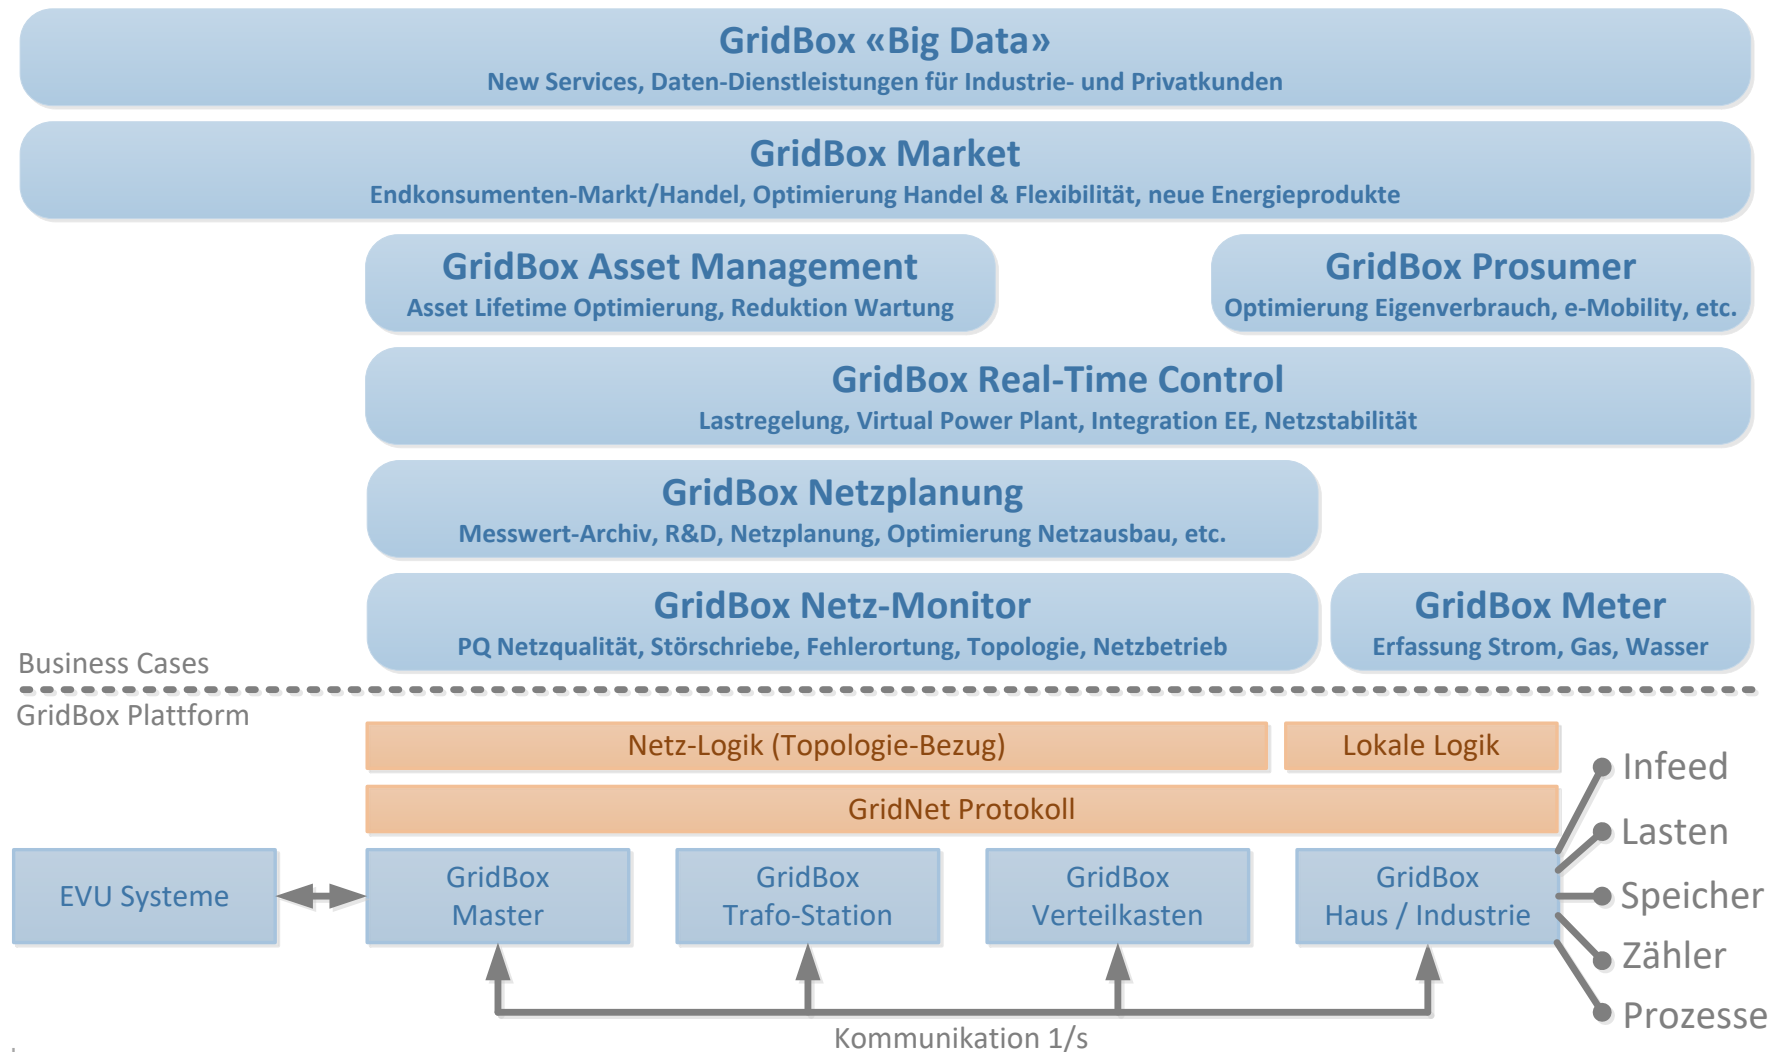 GridBox «Big Data»
New Services, Daten-Dienstleistungen für Industrie- und Privatkunden
GridBox Market
Endkonsumenten-Markt/Handel, Optimierung Handel & Flexibilität, neue Energieprodukte
GridBox Asset Management
Asset Lifetime Optimierung, Reduktion Wartung
GridBox Prosumer
Optimierung Eigenverbrauch, e-Mobility, etc.
GridBox Real-Time Control
Lastregelung, Virtual Power Plant, Integration EE, Netzstabilität
GridBox Netzplanung
Messwert-Archiv, R&D, Netzplanung, Optimierung Netzausbau, etc.
GridBox Netz-Monitor
PQ Netzqualität, Störschriebe, Fehlerortung, Topologie, Netzbetrieb
GridBox Meter
Erfassung Strom, Gas, Wasser
Business Cases
GridBox Plattform
Netz-Logik (Topologie-Bezug)
Lokale Logik
GridNet Protokoll
EVU Systeme
GridBox
Master
GridBox
Trafo-Station
GridBox
Verteilkasten
GridBox
Haus / Industrie
Infeed
Lasten
Speicher
Zähler
Prozesse
Kommunikation 1/s